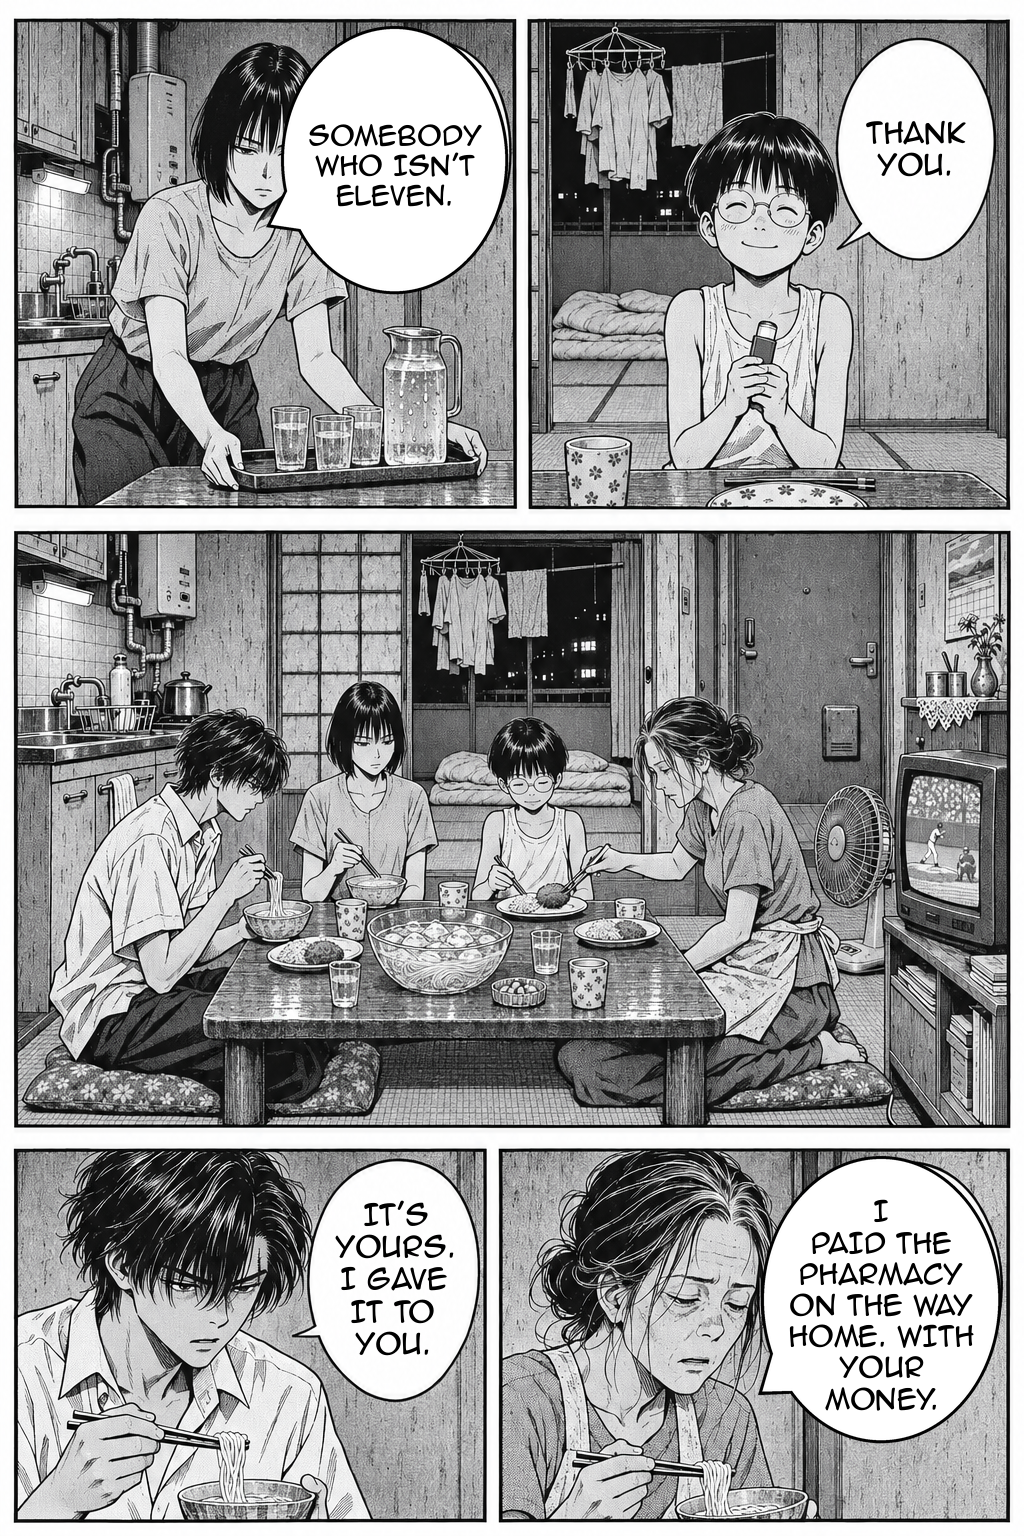 SOMEBODY
WHO ISN'T
ELEVEN.
THANK
YOU.
IT'S
YOURS.
I GAVE
IT TO
YOU.
I
PAID THE
PHARMACY
ON THE WAY
HOME. WITH
YOUR
MONEY.